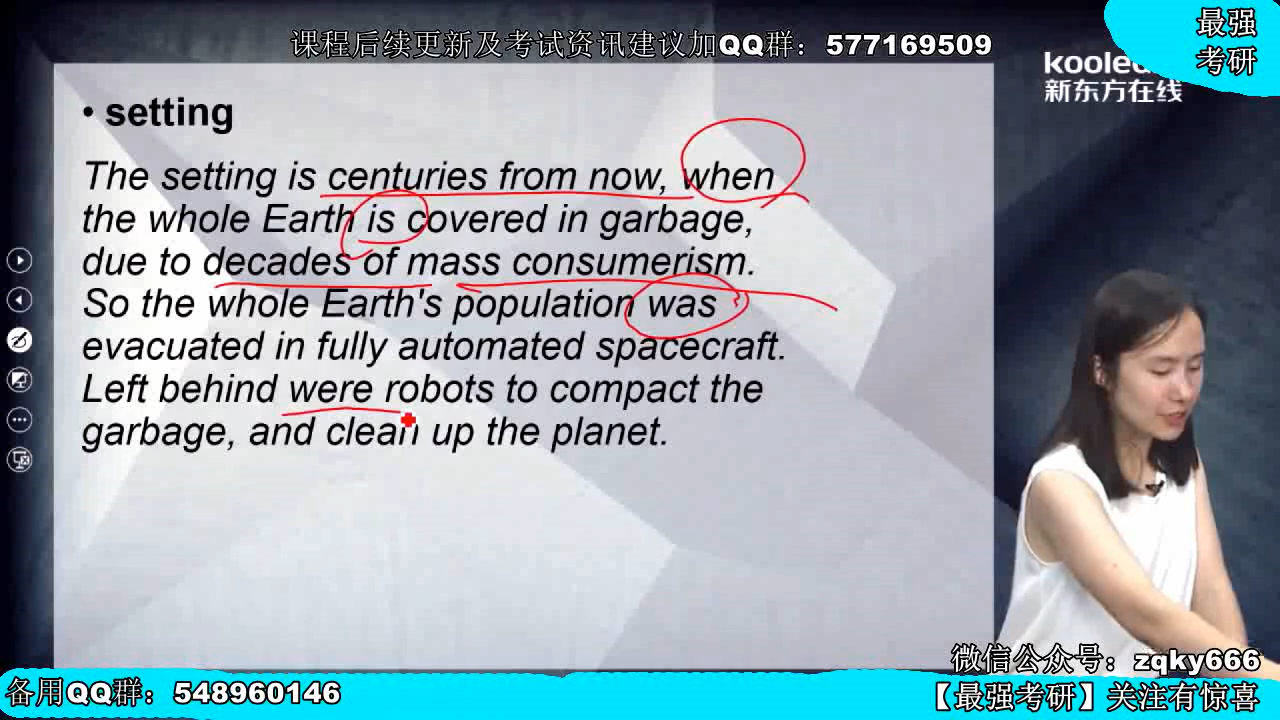 课程后续更新及考试资讯建议加QQ群：577169509
最强
考研
koole
新东方在线
• setting
The setting is centuries from now, when
the whole Earth is covered in garbage,
due to decades of mass consumerism.
So the whole Earth's population was
evacuated in fully automated spacecraft.
Left behind were robots to compact the
garbage, and clean up the planet.
微信公众号：zqky666
备用QQ群：548960146
【最强考研】关注有惊喜